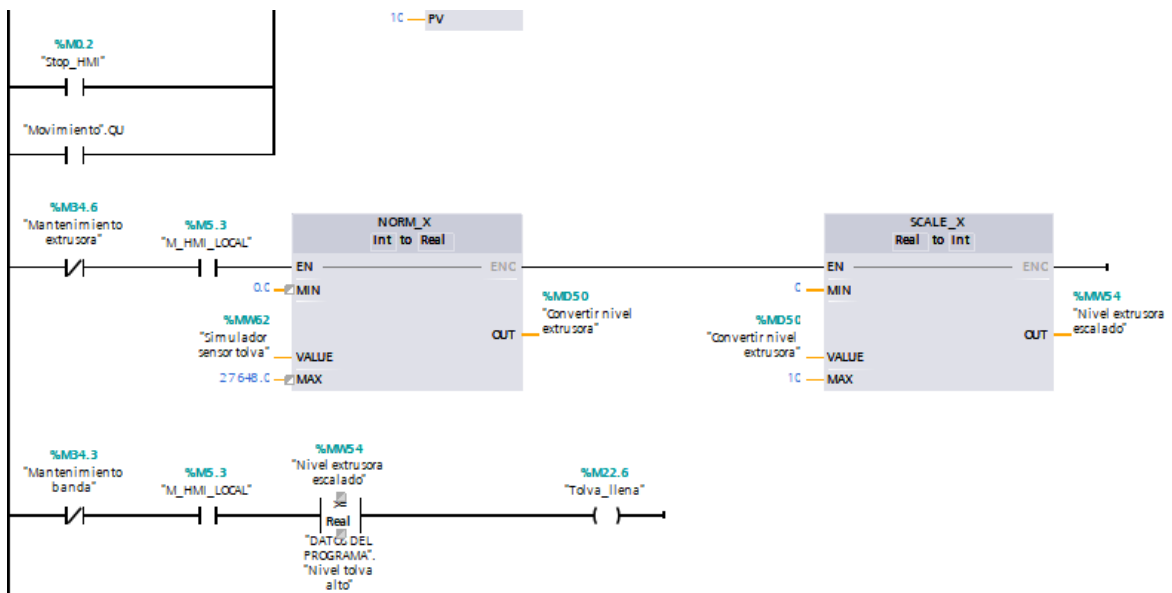 10 PV
%M0.2
"Stop_HMI"
"Movimiento".QU
%M34.6
"Mantenimiento
extrusora"
%M5.3
"M_HMI_LOCAL"
NORM_X
Int to Real
EN
ENO
0.0 MIN
%MW62
"Simulador
sensor tolva"
VALUE
27648.0 MAX
OUT
%MD50
"Convertir nivel
extrusora"
SCALE_X
Real to Int
EN
ENO
0 MIN
%MD50
"Convertir nivel
extrusora"
VALUE
10 MAX
OUT
%MW54
"Nivel extrusora
escalado"
%M34.3
"Mantenimiento
banda"
%M5.3
"M_HMI_LOCAL"
%MW54
"Nivel extrusora
escalado"
>=
Real
"DATOS DEL
PROGRAMA".
"Nivel tolva
alto"
%M22.6
"Tolva_llena"